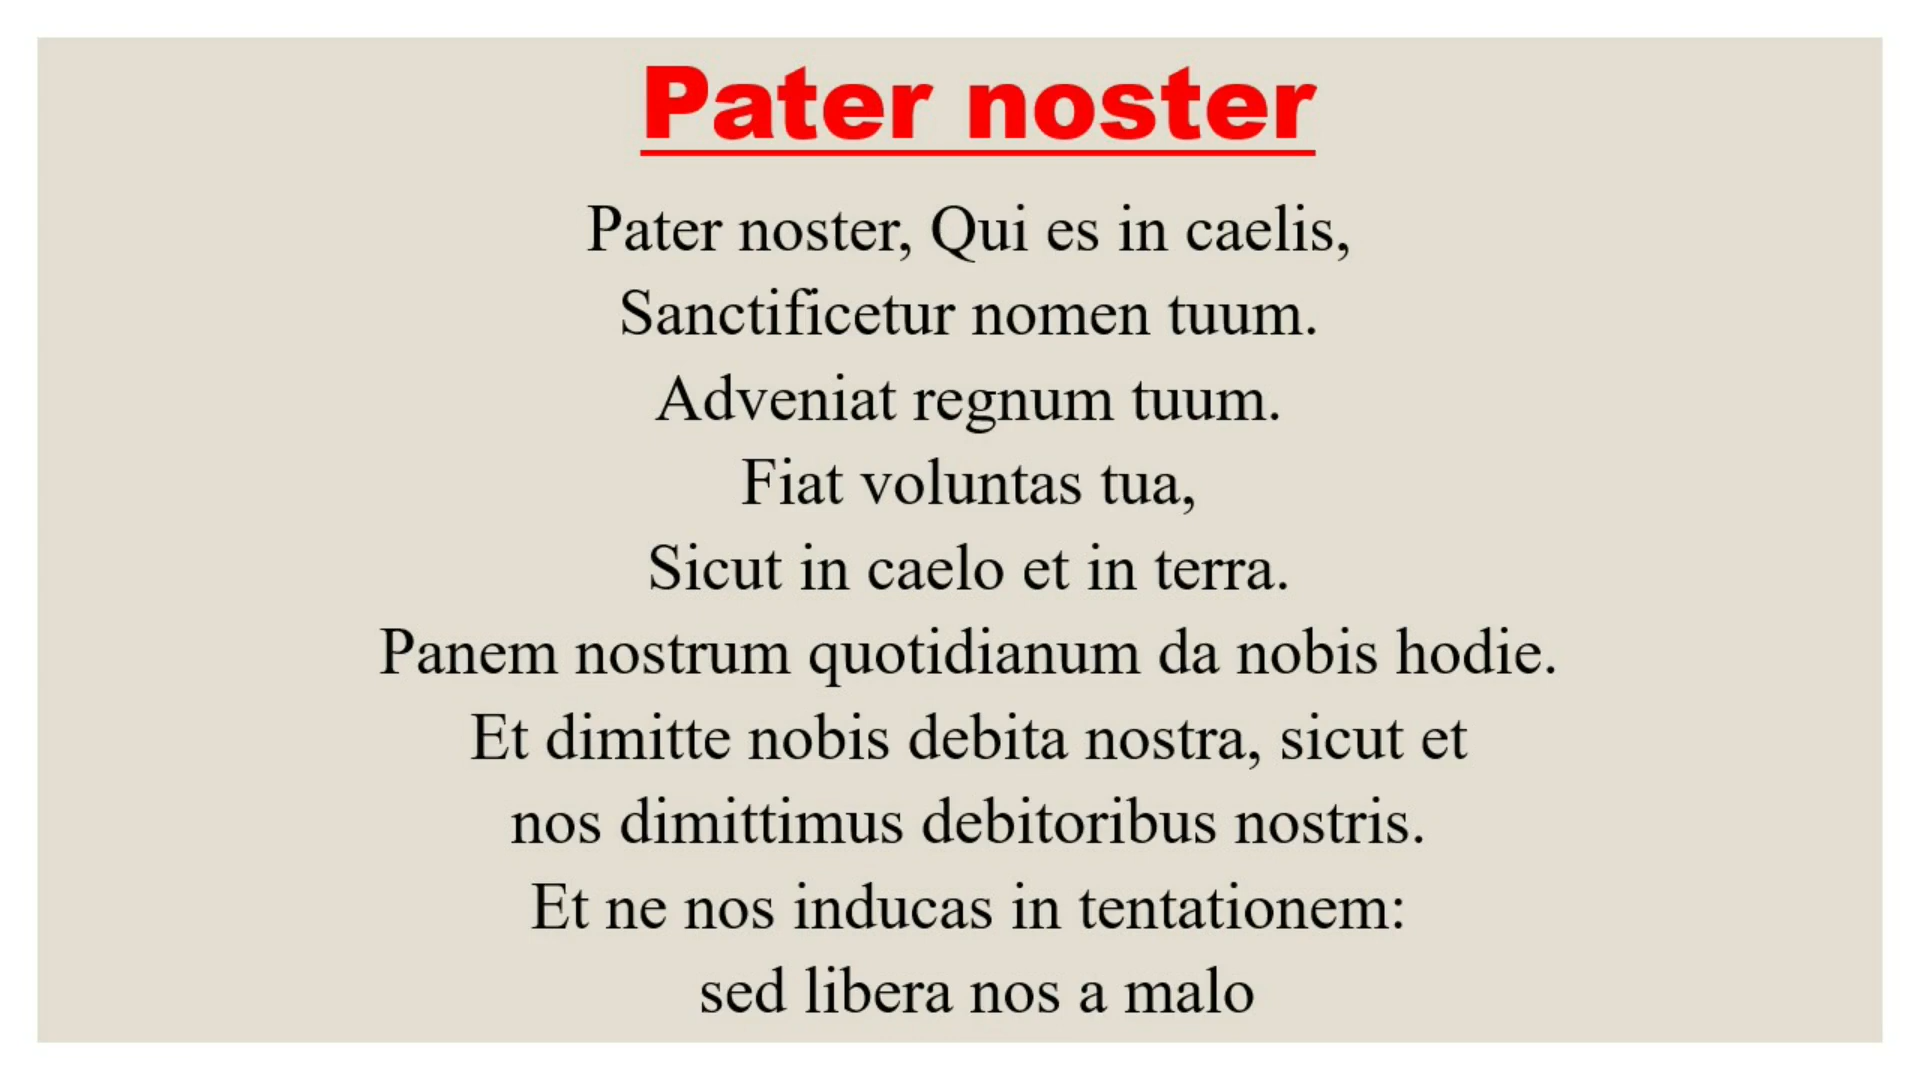 Pater noster
Pater noster, Qui es in caelis,
Sanctificetur nomen tuum.
Adveniat regnum tuum.
Fiat voluntas tua,
Sicut in caelo et in terra.
Panem nostrum quotidianum da nobis hodie.
Et dimitte nobis debita nostra, sicut et
nos dimittimus debitoribus nostris.
Et ne nos inducas in tentationem:
sed libera nos a malo